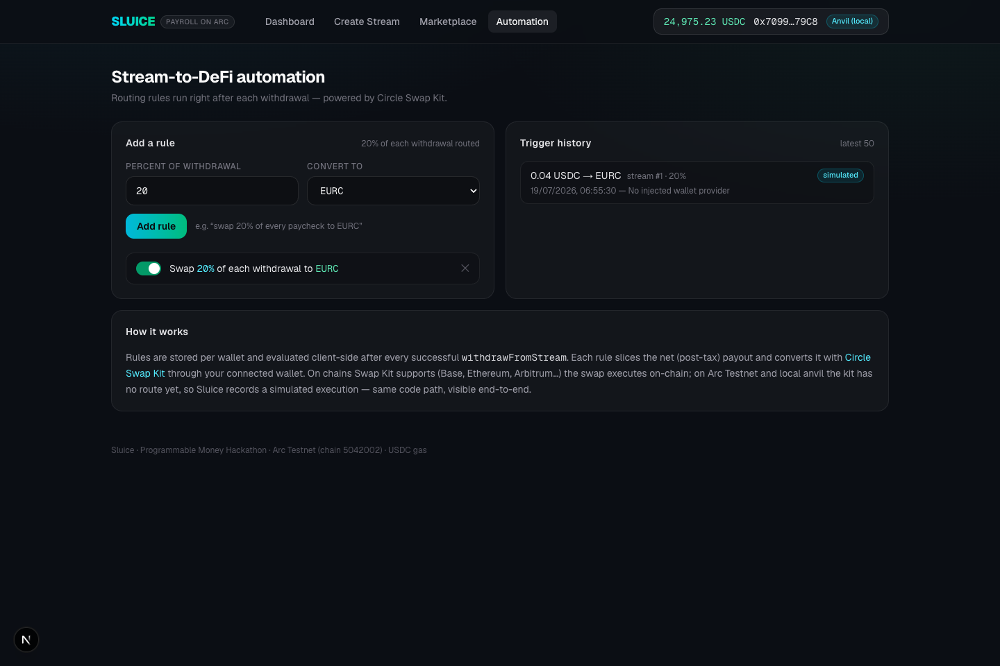 SLUICE PAYROLL ON ARC Dashboard Create Stream Marketplace Automation 24,975.23 USDC 0x7099…79C8 Anvil (local)
Stream-to-DeFi automation
Routing rules run right after each withdrawal — powered by Circle Swap Kit.
Add a rule 20% of each withdrawal routed
PERCENT OF WITHDRAWAL CONVERT TO
20 EURC
Add rule e.g. “swap 20% of every paycheck to EURC”
Swap 20% of each withdrawal to EURC
Trigger history latest 50
0.04 USDC → EURC stream #1 · 20% simulated
19/07/2026, 06:55:30 — No injected wallet provider
How it works
Rules are stored per wallet and evaluated client-side after every successful withdrawFromStream. Each rule slices the net (post-tax) payout and converts it with Circle
Swap Kit through your connected wallet. On chains Swap Kit supports (Base, Ethereum, Arbitrum…) the swap executes on-chain; on Arc Testnet and local anvil the kit has
no route yet, so Sluice records a simulated execution — same code path, visible end-to-end.
Sluice · Programmable Money Hackathon · Arc Testnet (chain 5042002) · USDC gas
N